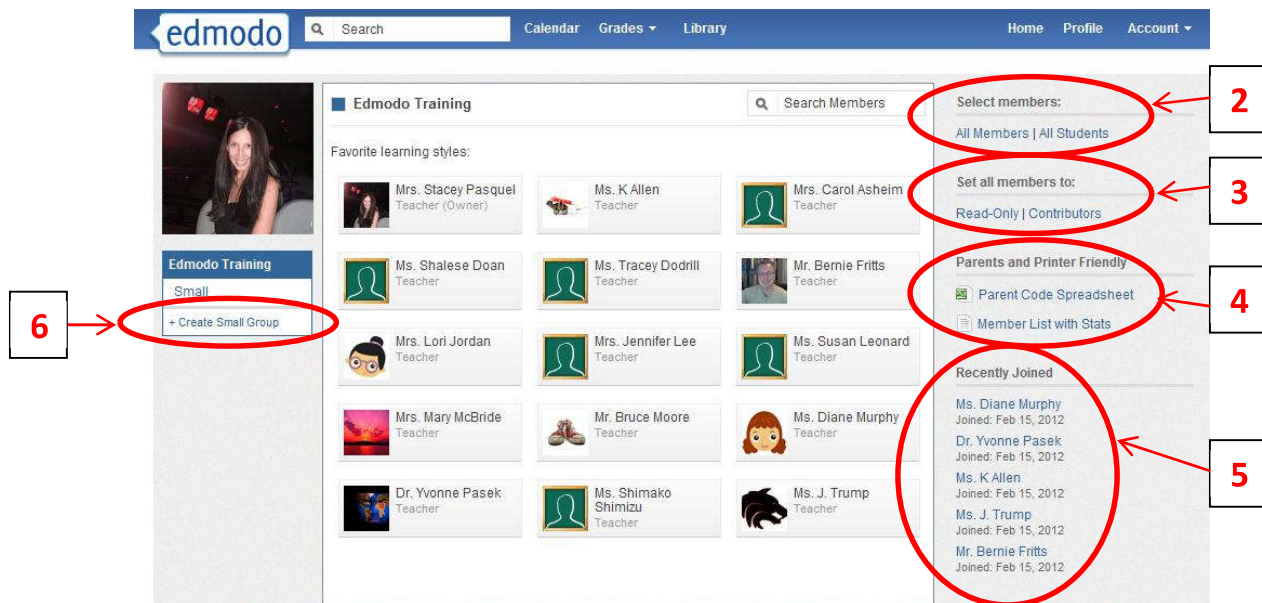 edmodo
Search
Calendar Grades Library
Home Profile Account
Edmodo Training
Search Members
Favorite learning styles:
Mrs. Stacey Pasquel
Teacher (Owner)
Ms. K Allen
Teacher
Mrs. Carol Asheim
Teacher
Ms. Shalese Doan
Teacher
Ms. Tracey Dodrill
Teacher
Mr. Bernie Fritts
Teacher
Mrs. Lori Jordan
Teacher
Mrs. Jennifer Lee
Teacher
Ms. Susan Leonard
Teacher
Mrs. Mary McBride
Teacher
Mr. Bruce Moore
Teacher
Ms. Diane Murphy
Teacher
Dr. Yvonne Pasek
Teacher
Ms. Shimako
Shimizu
Teacher
Ms. J. Trump
Teacher
Edmodo Training
Small
+ Create Small Group
6
Select members:
All Members | All Students
2
Set all members to:
Read-Only | Contributors
3
Parents and Printer Friendly
Parent Code Spreadsheet
Member List with Stats
4
Recently Joined
Ms. Diane Murphy
Joined: Feb 15, 2012
Dr. Yvonne Pasek
Joined: Feb 15, 2012
Ms. K Allen
Joined: Feb 15, 2012
Ms. J. Trump
Joined: Feb 15, 2012
Mr. Bernie Fritts
Joined: Feb 15, 2012
5